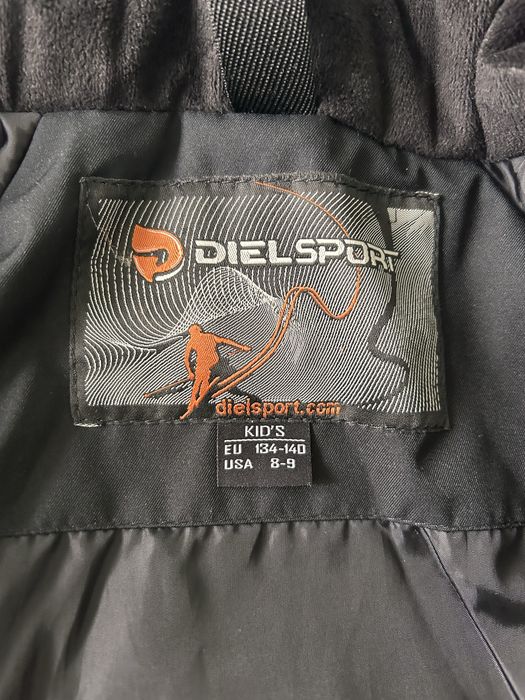 DIELSPORT
dielsport.com
KID'S
EU 134-140
USA 8-9